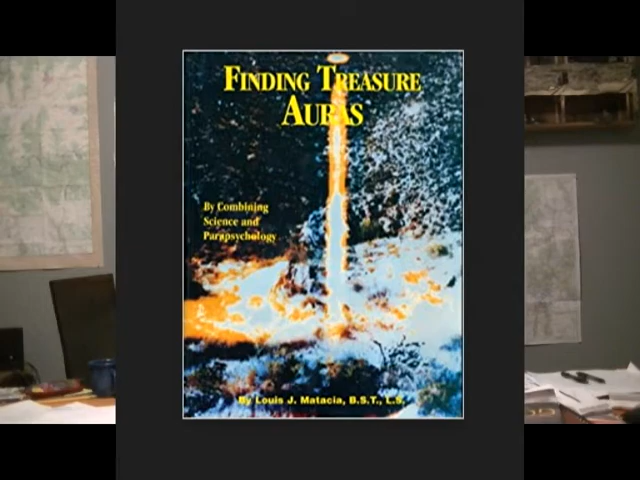 FINDING TREASURE
AURAS
By Combining
Science and
Parapsychology
By Louis J. Matacia, B.S.T., L.S.